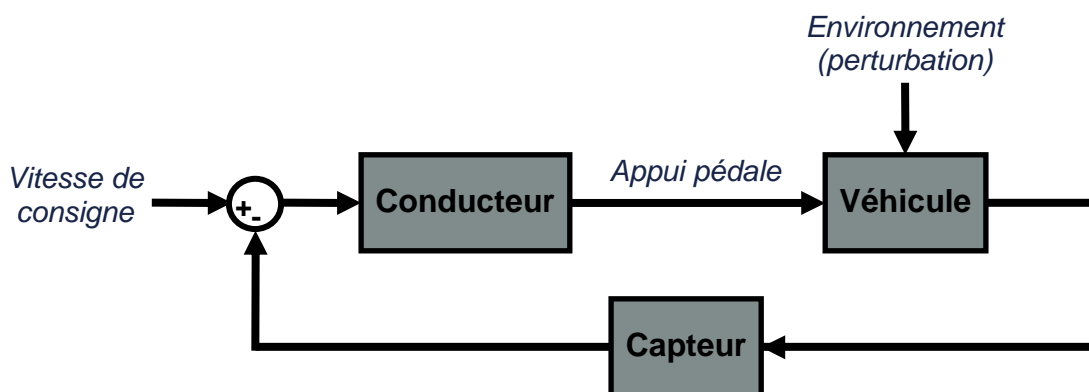 Environnement
(perturbation)
Vitesse de
consigne
+
-
Conducteur
Appui pédale
Véhicule
Capteur